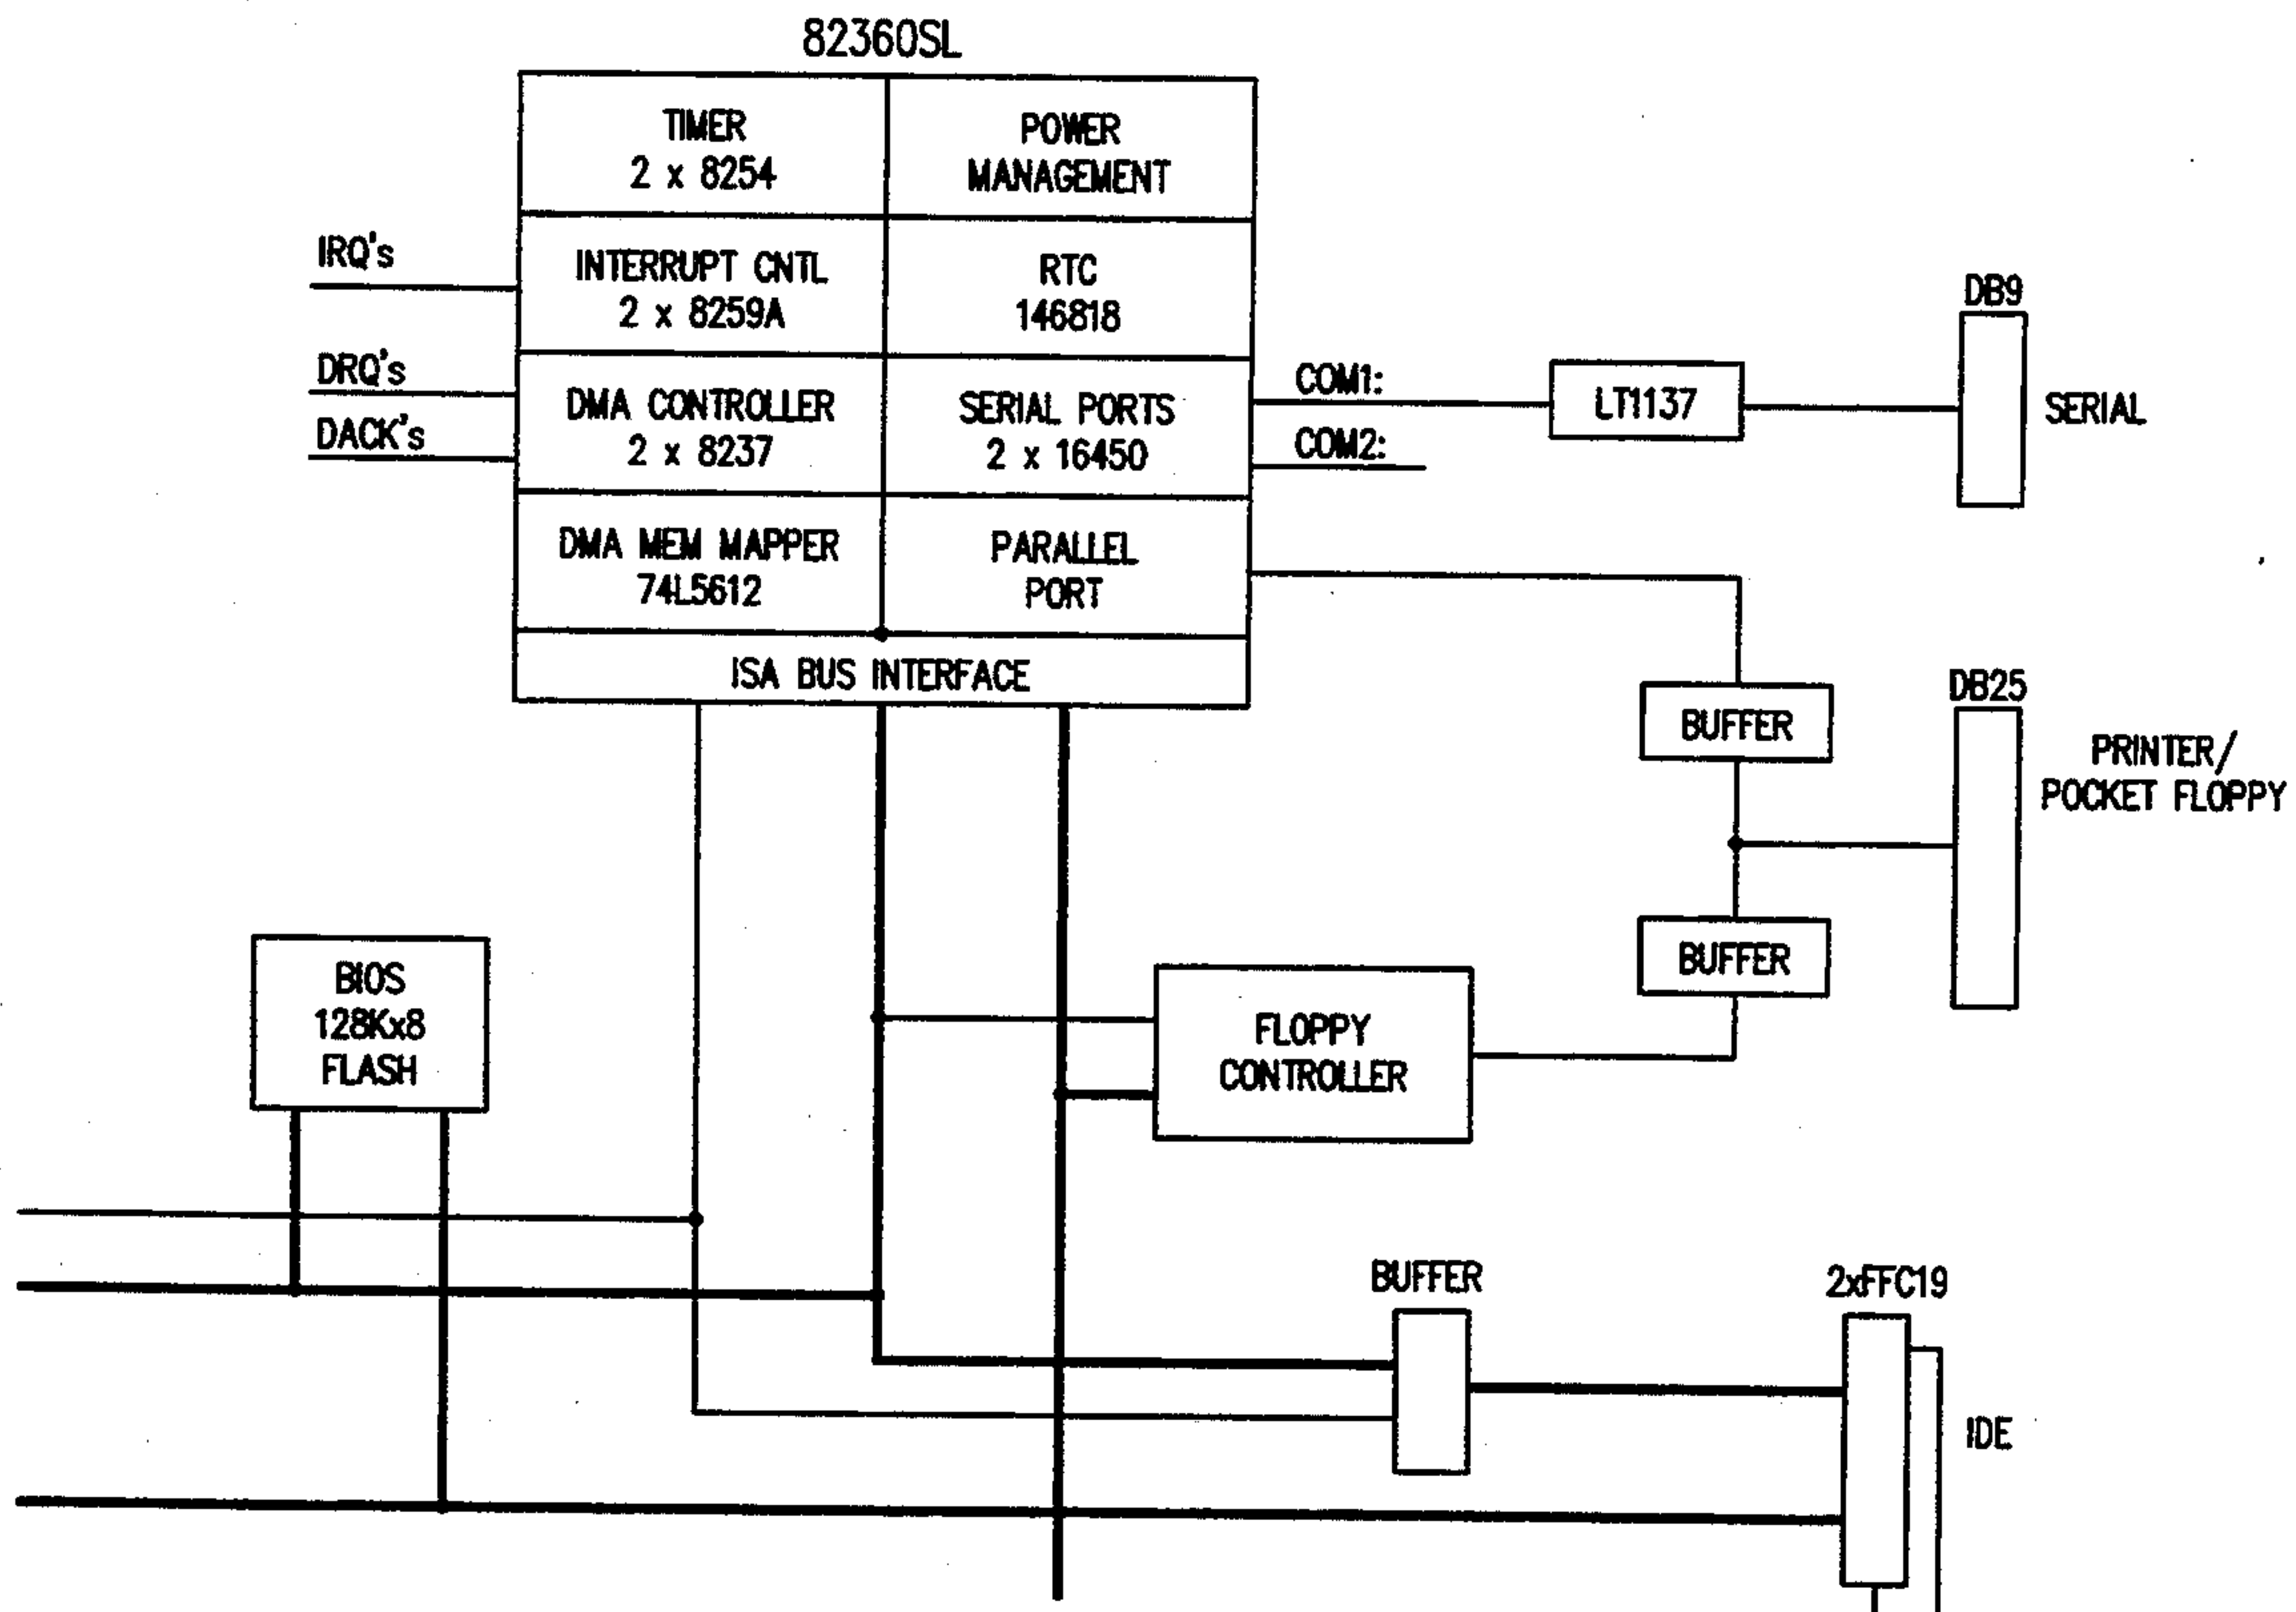 82360SL
TIMER
2 x 8254
POWER
MANAGEMENT
IRQ's
INTERRUPT CNTL
2 x 8259A
RTC
146818
DRQ's
DACK's
DMA CONTROLLER
2 x 8237
SERIAL PORTS
2 x 16450
COM1:
COM2:
LT1137
DB9
SERIAL
DMA MEM MAPPER
74L5612
PARALLEL
PORT
ISA BUS INTERFACE
BUFFER
DB25
PRINTER/
POCKET FLOPPY
BUFFER
BIOS
128Kx8
FLASH
FLOPPY
CONTROLLER
BUFFER
2xFFC19
IDE